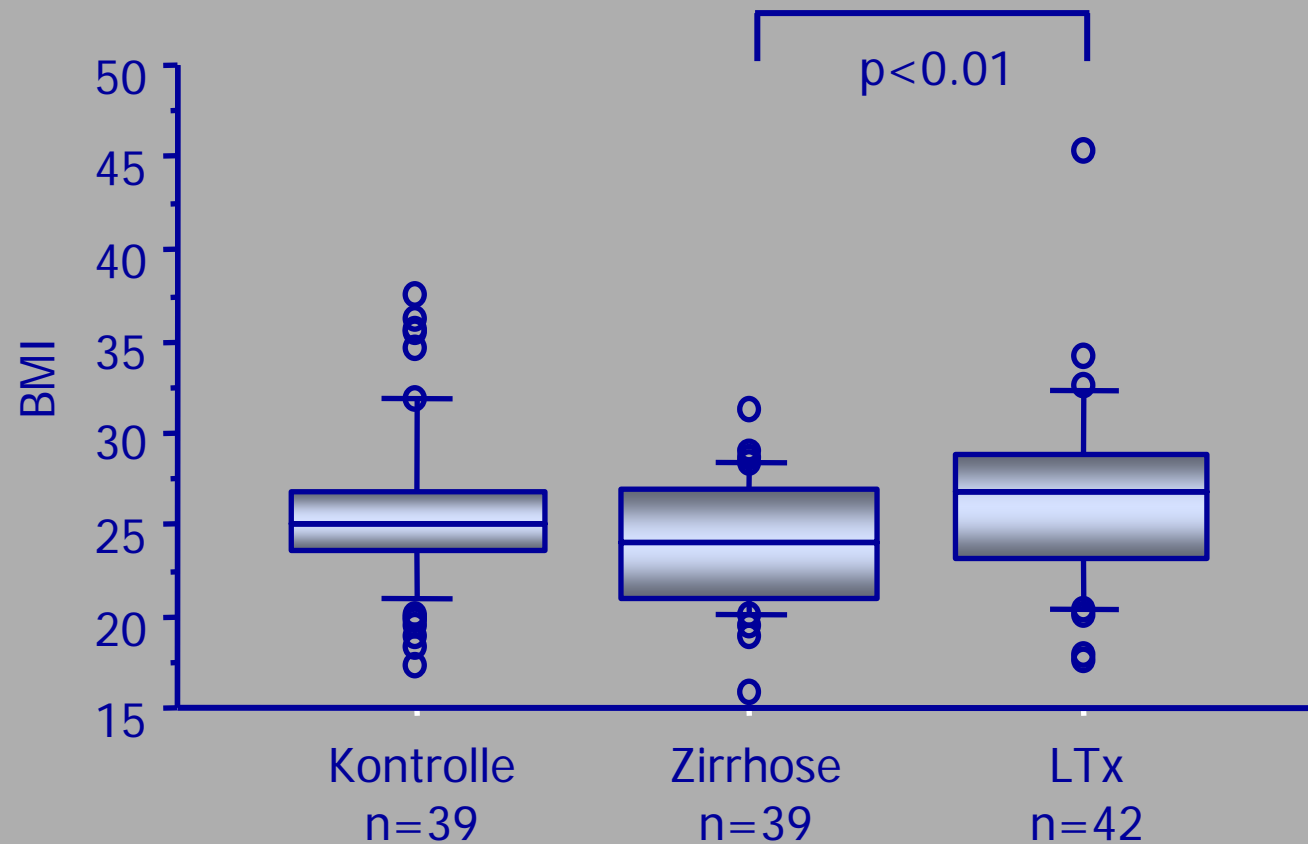 p<0.01
50
45
40
35
30
25
20
15
BMI
Kontrolle
n=39
Zirrhose
n=39
LTx
n=42